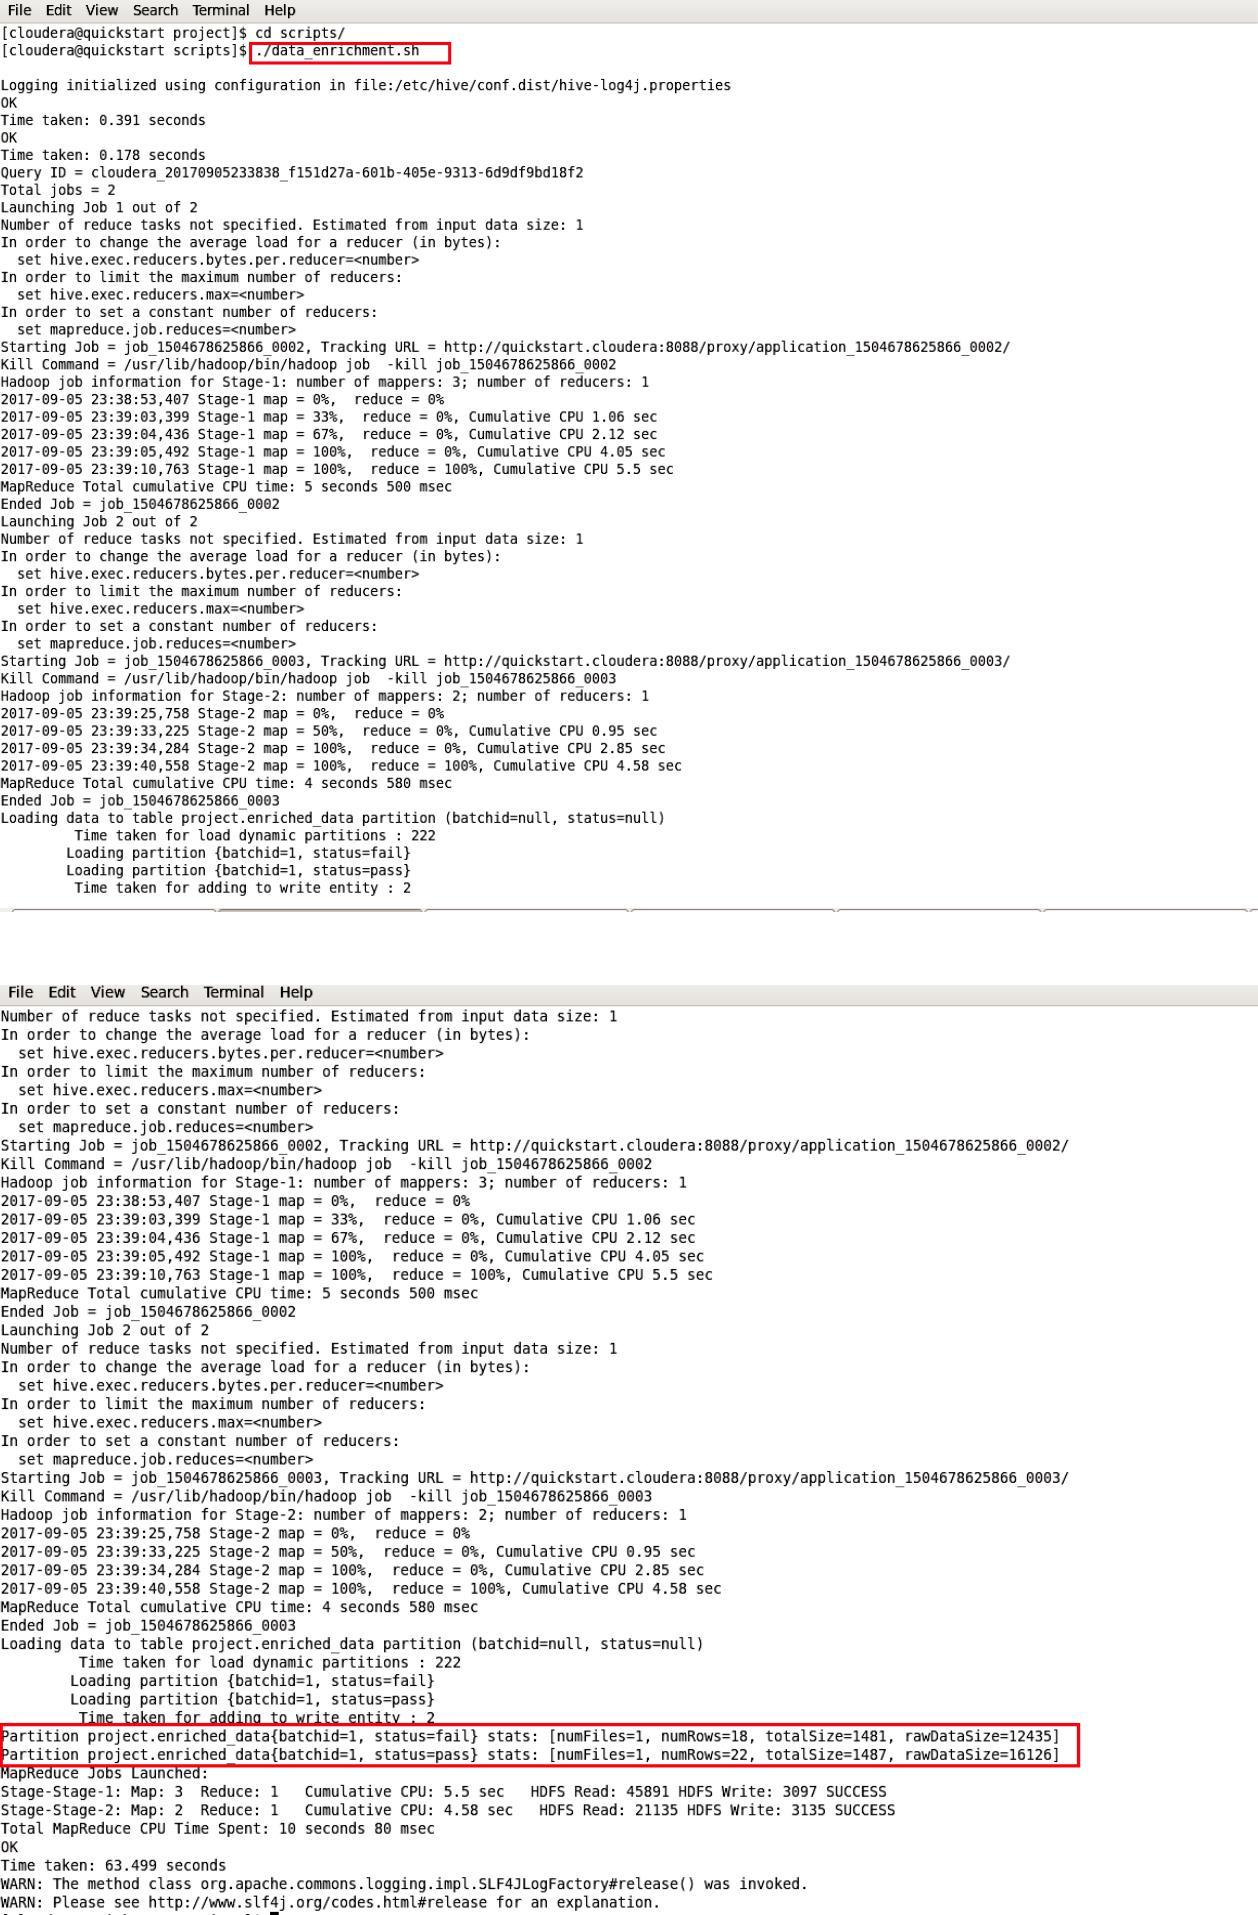 File Edit View Search Terminal Help
[cloudera@quickstart project]$ cd scripts/
[cloudera@quickstart scripts]$ ./data_enrichment.sh
Logging initialized using configuration in file:/etc/hive/conf.dist/hive-log4j.properties
OK
Time taken: 0.391 seconds
OK
Time taken: 0.178 seconds
Query ID = cloudera_20170905233838_f151d27a-601b-405e-9313-6d9df9bd18f2
Total jobs = 2
Launching Job 1 out of 2
Number of reduce tasks not specified. Estimated from input data size: 1
In order to change the average load for a reducer (in bytes):
  set hive.exec.reducers.bytes.per.reducer=<number>
In order to limit the maximum number of reducers:
  set hive.exec.reducers.max=<number>
In order to set a constant number of reducers:
  set mapreduce.job.reduces=<number>
Starting Job = job_1504678625866_0002, Tracking URL = http://quickstart.cloudera:8088/proxy/application_1504678625866_0002/
Kill Command = /usr/lib/hadoop/bin/hadoop job  -kill job_1504678625866_0002
Hadoop job information for Stage-1: number of mappers: 3; number of reducers: 1
2017-09-05 23:38:53,407 Stage-1 map = 0%,  reduce = 0%
2017-09-05 23:39:03,399 Stage-1 map = 33%,  reduce = 0%, Cumulative CPU 1.06 sec
2017-09-05 23:39:04,436 Stage-1 map = 67%,  reduce = 0%, Cumulative CPU 2.12 sec
2017-09-05 23:39:05,492 Stage-1 map = 100%,  reduce = 0%, Cumulative CPU 4.05 sec
2017-09-05 23:39:10,763 Stage-1 map = 100%,  reduce = 100%, Cumulative CPU 5.5 sec
MapReduce Total cumulative CPU time: 5 seconds 500 msec
Ended Job = job_1504678625866_0002
Launching Job 2 out of 2
Number of reduce tasks not specified. Estimated from input data size: 1
In order to change the average load for a reducer (in bytes):
  set hive.exec.reducers.bytes.per.reducer=<number>
In order to limit the maximum number of reducers:
  set hive.exec.reducers.max=<number>
In order to set a constant number of reducers:
  set mapreduce.job.reduces=<number>
Starting Job = job_1504678625866_0003, Tracking URL = http://quickstart.cloudera:8088/proxy/application_1504678625866_0003/
Kill Command = /usr/lib/hadoop/bin/hadoop job  -kill job_1504678625866_0003
Hadoop job information for Stage-2: number of mappers: 2; number of reducers: 1
2017-09-05 23:39:25,758 Stage-2 map = 0%,  reduce = 0%
2017-09-05 23:39:33,225 Stage-2 map = 50%,  reduce = 0%, Cumulative CPU 0.95 sec
2017-09-05 23:39:34,284 Stage-2 map = 100%,  reduce = 0%, Cumulative CPU 2.85 sec
2017-09-05 23:39:40,558 Stage-2 map = 100%,  reduce = 100%, Cumulative CPU 4.58 sec
MapReduce Total cumulative CPU time: 4 seconds 580 msec
Ended Job = job_1504678625866_0003
Loading data to table project.enriched_data partition (batchid=null, status=null)
         Time taken for load dynamic partitions : 222
        Loading partition {batchid=1, status=fail}
        Loading partition {batchid=1, status=pass}
         Time taken for adding to write entity : 2
File Edit View Search Terminal Help
Number of reduce tasks not specified. Estimated from input data size: 1
In order to change the average load for a reducer (in bytes):
  set hive.exec.reducers.bytes.per.reducer=<number>
In order to limit the maximum number of reducers:
  set hive.exec.reducers.max=<number>
In order to set a constant number of reducers:
  set mapreduce.job.reduces=<number>
Starting Job = job_1504678625866_0002, Tracking URL = http://quickstart.cloudera:8088/proxy/application_1504678625866_0002/
Kill Command = /usr/lib/hadoop/bin/hadoop job  -kill job_1504678625866_0002
Hadoop job information for Stage-1: number of mappers: 3; number of reducers: 1
2017-09-05 23:38:53,407 Stage-1 map = 0%,  reduce = 0%
2017-09-05 23:39:03,399 Stage-1 map = 33%,  reduce = 0%, Cumulative CPU 1.06 sec
2017-09-05 23:39:04,436 Stage-1 map = 67%,  reduce = 0%, Cumulative CPU 2.12 sec
2017-09-05 23:39:05,492 Stage-1 map = 100%,  reduce = 0%, Cumulative CPU 4.05 sec
2017-09-05 23:39:10,763 Stage-1 map = 100%,  reduce = 100%, Cumulative CPU 5.5 sec
MapReduce Total cumulative CPU time: 5 seconds 500 msec
Ended Job = job_1504678625866_0002
Launching Job 2 out of 2
Number of reduce tasks not specified. Estimated from input data size: 1
In order to change the average load for a reducer (in bytes):
  set hive.exec.reducers.bytes.per.reducer=<number>
In order to limit the maximum number of reducers:
  set hive.exec.reducers.max=<number>
In order to set a constant number of reducers:
  set mapreduce.job.reduces=<number>
Starting Job = job_1504678625866_0003, Tracking URL = http://quickstart.cloudera:8088/proxy/application_1504678625866_0003/
Kill Command = /usr/lib/hadoop/bin/hadoop job  -kill job_1504678625866_0003
Hadoop job information for Stage-2: number of mappers: 2; number of reducers: 1
2017-09-05 23:39:25,758 Stage-2 map = 0%,  reduce = 0%
2017-09-05 23:39:33,225 Stage-2 map = 50%,  reduce = 0%, Cumulative CPU 0.95 sec
2017-09-05 23:39:34,284 Stage-2 map = 100%,  reduce = 0%, Cumulative CPU 2.85 sec
2017-09-05 23:39:40,558 Stage-2 map = 100%,  reduce = 100%, Cumulative CPU 4.58 sec
MapReduce Total cumulative CPU time: 4 seconds 580 msec
Ended Job = job_1504678625866_0003
Loading data to table project.enriched_data partition (batchid=null, status=null)
         Time taken for load dynamic partitions : 222
        Loading partition {batchid=1, status=fail}
        Loading partition {batchid=1, status=pass}
         Time taken for adding to write entity : 2
Partition project.enriched_data{batchid=1, status=fail} stats: [numFiles=1, numRows=18, totalSize=1481, rawDataSize=12435]
Partition project.enriched_data{batchid=1, status=pass} stats: [numFiles=1, numRows=22, totalSize=1487, rawDataSize=16126]
MapReduce Jobs Launched:
Stage-Stage-1: Map: 3  Reduce: 1   Cumulative CPU: 5.5 sec   HDFS Read: 45891 HDFS Write: 3097 SUCCESS
Stage-Stage-2: Map: 2  Reduce: 1   Cumulative CPU: 4.58 sec   HDFS Read: 21135 HDFS Write: 3135 SUCCESS
Total MapReduce CPU Time Spent: 10 seconds 80 msec
OK
Time taken: 63.499 seconds
WARN: The method class org.apache.commons.logging.impl.SLF4JLogFactory#release() was invoked.
WARN: Please see http://www.slf4j.org/codes.html#release for an explanation.